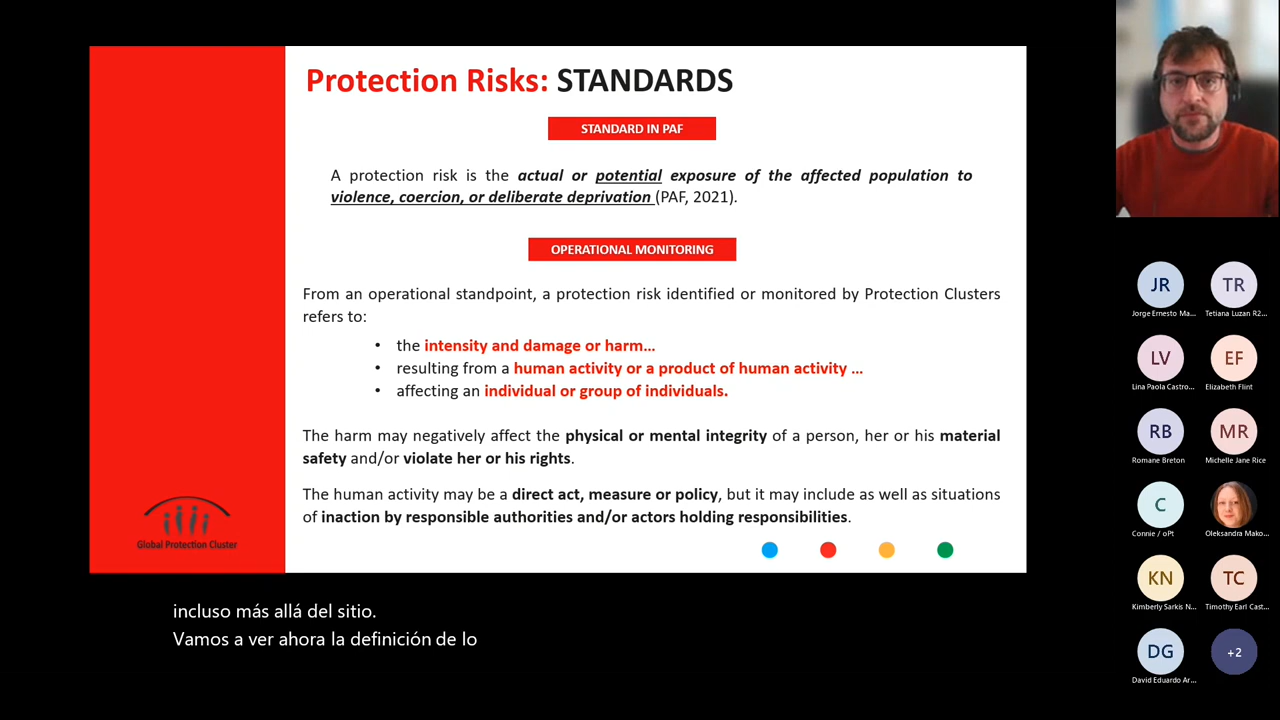 Protection Risks: STANDARDS
STANDARD IN PAF
A protection risk is the actual or potential exposure of the affected population to
violence, coercion, or deliberate deprivation (PAF, 2021).
OPERATIONAL MONITORING
From an operational standpoint, a protection risk identified or monitored by Protection Clusters
refers to:
• the intensity and damage or harm...
• resulting from a human activity or a product of human activity ...
• affecting an individual or group of individuals.
The harm may negatively affect the physical or mental integrity of a person, her or his material
safety and/or violate her or his rights.
The human activity may be a direct act, measure or policy, but it may include as well as situations
of inaction by responsible authorities and/or actors holding responsibilities.
Global Protection Cluster
incluso más allá del sitio.
Vamos a ver ahora la definición de lo
JR
TR
Jorge Ernesto Ma...
Tetiana Luzan R2...
LV
EF
Lina Paola Castro...
Elizabeth Flint
RB
MR
Romane Breton
Michelle Jane Rice
C
Connie / oPt
Oleksandra Mako...
KN
TC
Kimberly Sarkis N...
Timothy Earl Cast...
DG
+2
David Eduardo Ar...